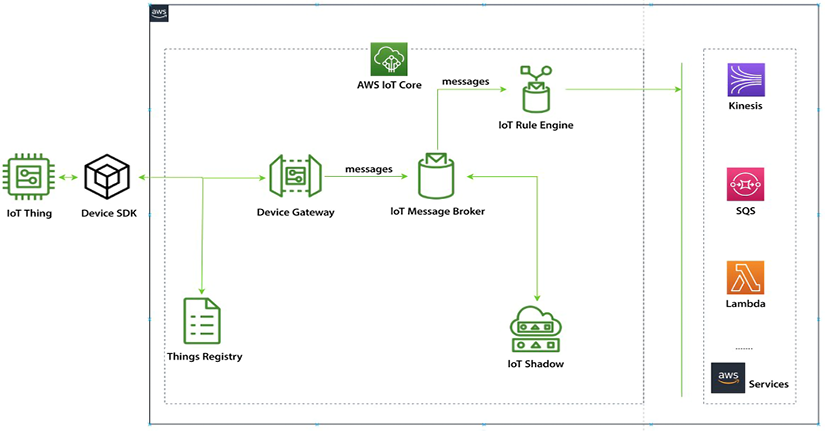 aws
AWS IoT Core
messages
IoT Rule Engine
Kinesis
messages
IoT Thing
Device SDK
Device Gateway
IoT Message Broker
SQS
Lambda
Things Registry
IoT Shadow
.......
aws
Services